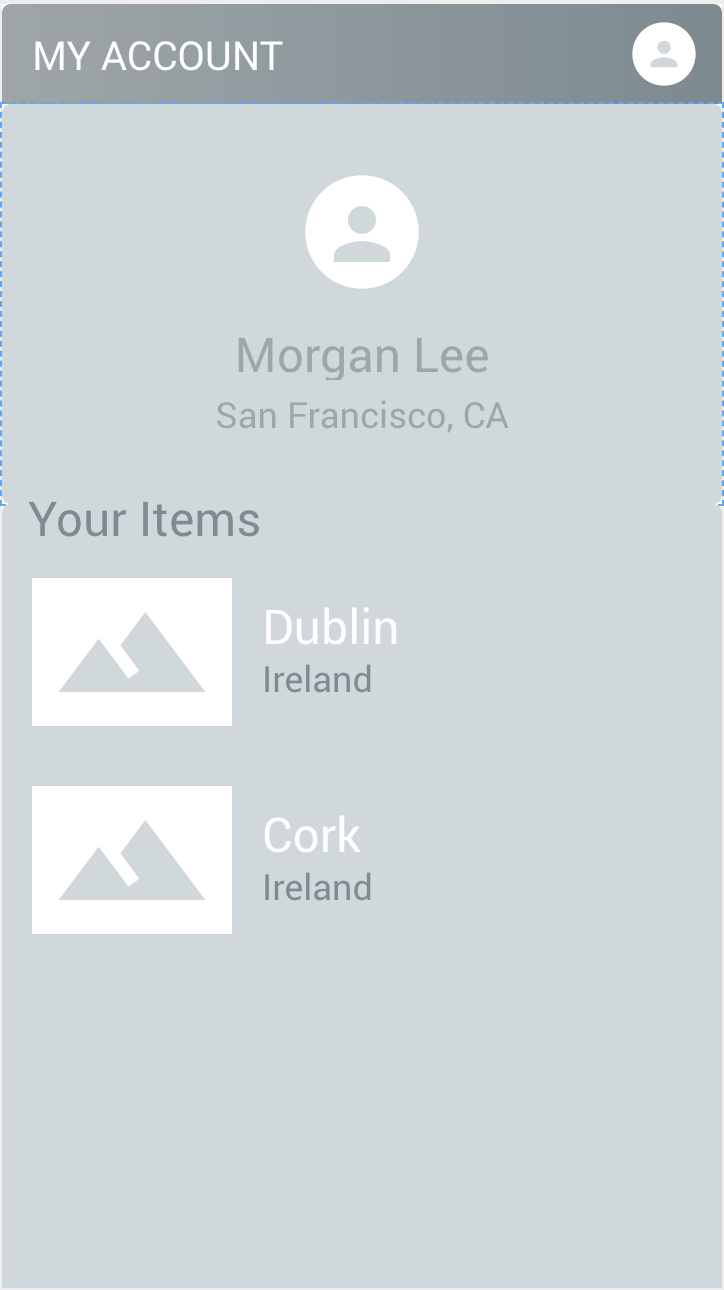 MY ACCOUNT
Morgan Lee
San Francisco, CA
Your Items
Dublin
Ireland
Cork
Ireland